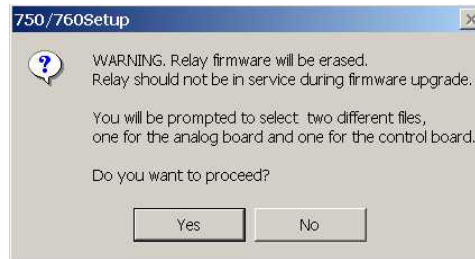 750/760Setup
WARNING. Relay firmware will be erased.
Relay should not be in service during firmware upgrade.
You will be prompted to select two different files,
one for the analog board and one for the control board.
Do you want to proceed?
Yes
No